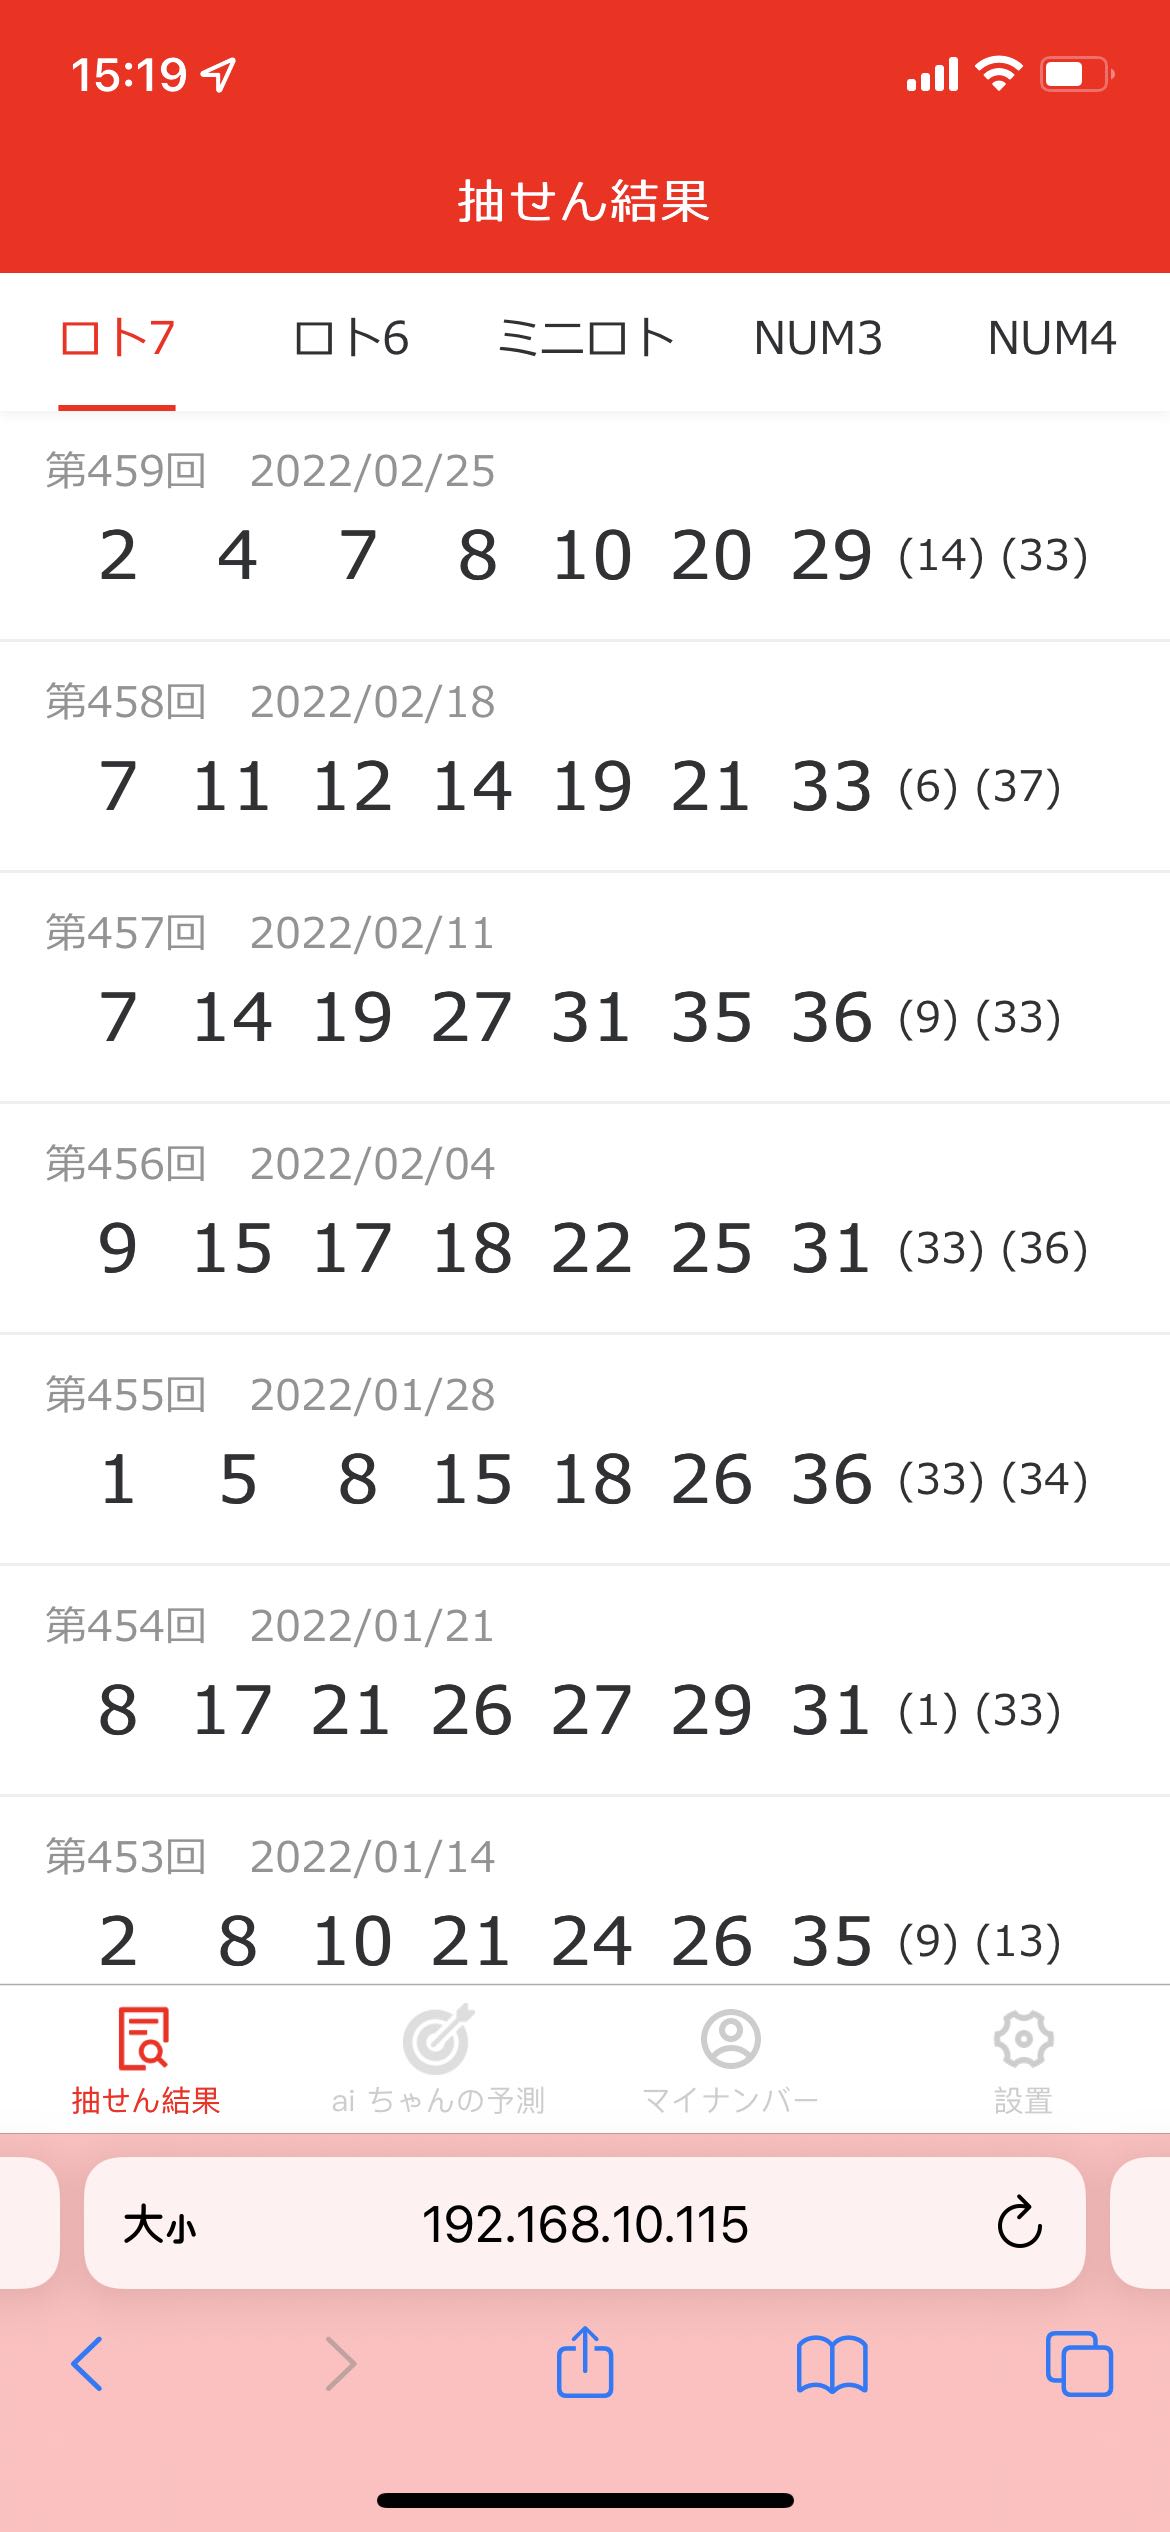 15:19
抽せん結果
ロト7 ロト6 ミニロト NUM3 NUM4
第459回 2022/02/25
2 4 7 8 10 20 29 (14) (33)
第458回 2022/02/18
7 11 12 14 19 21 33 (6) (37)
第457回 2022/02/11
7 14 19 27 31 35 36 (9) (33)
第456回 2022/02/04
9 15 17 18 22 25 31 (33) (36)
第455回 2022/01/28
1 5 8 15 18 26 36 (33) (34)
第454回 2022/01/21
8 17 21 26 27 29 31 (1) (33)
第453回 2022/01/14
2 8 10 21 24 26 35 (9) (13)
抽せん結果 ai ちゃんの予測 マイナンバー 設置
大小 192.168.10.115